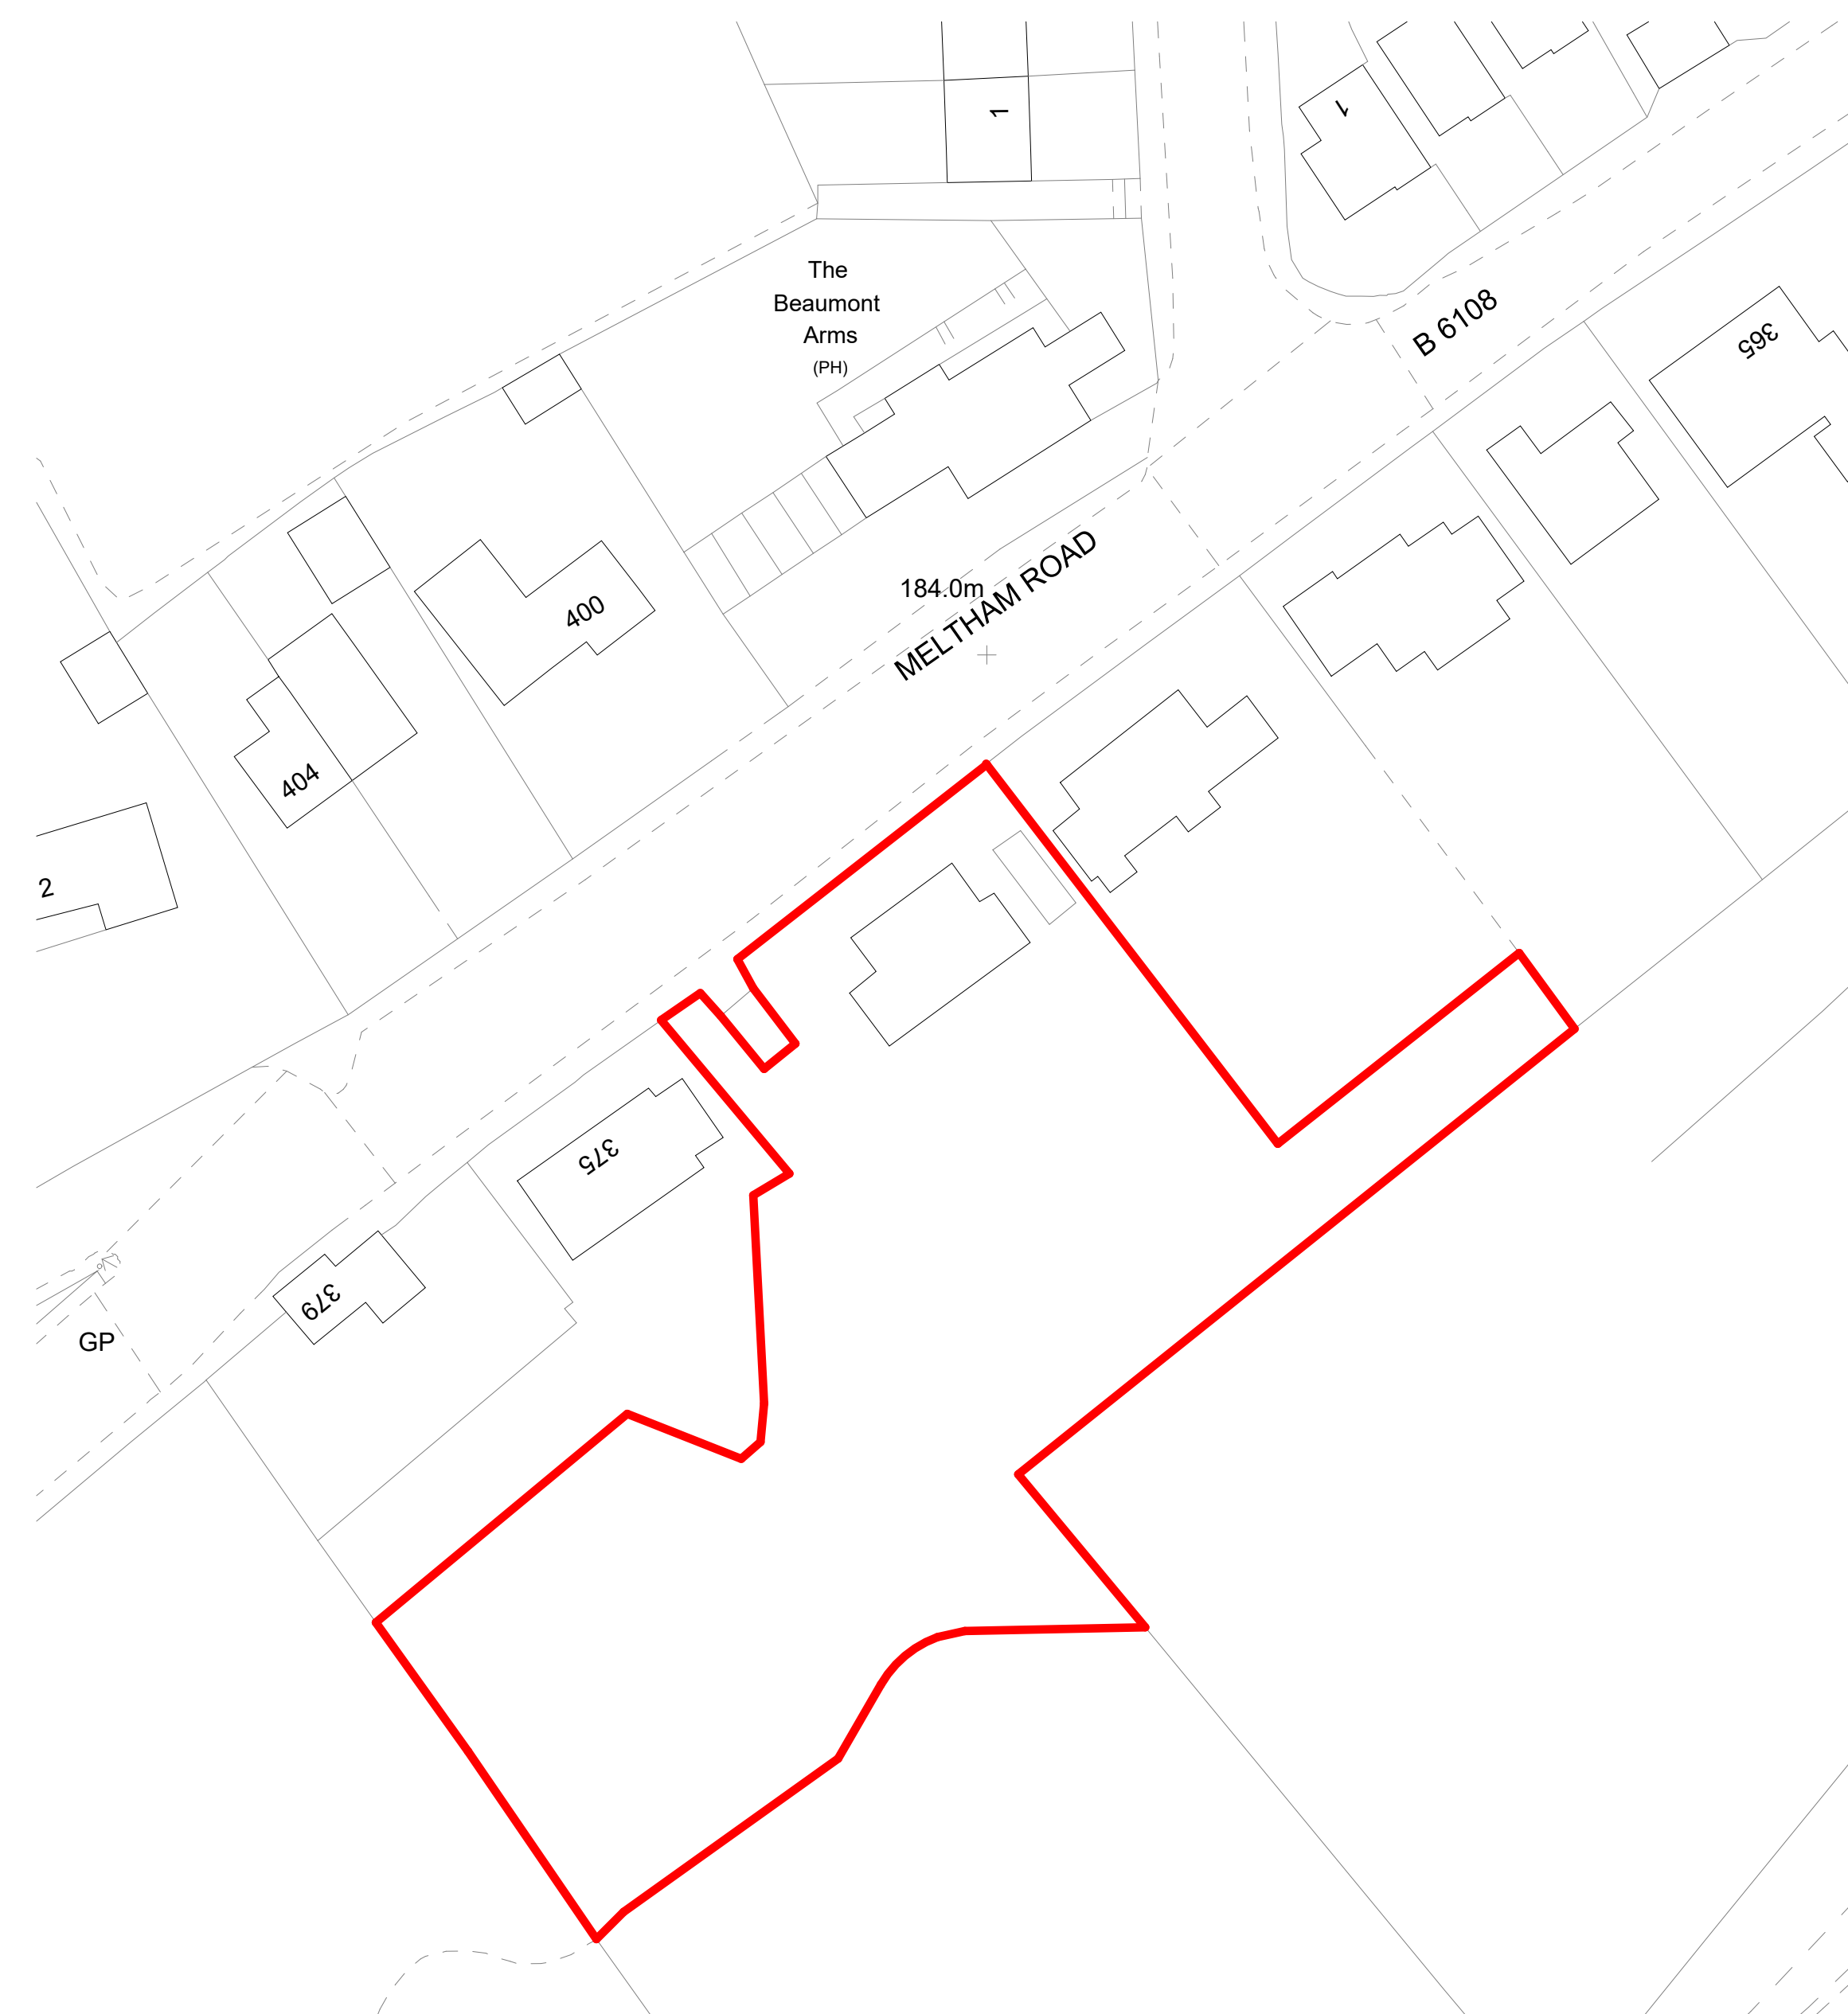 1
1
The
Beaumont
Arms
(PH)
B 6108
365
MELTHAM ROAD
184.0m
400
404
2
375
379
GP